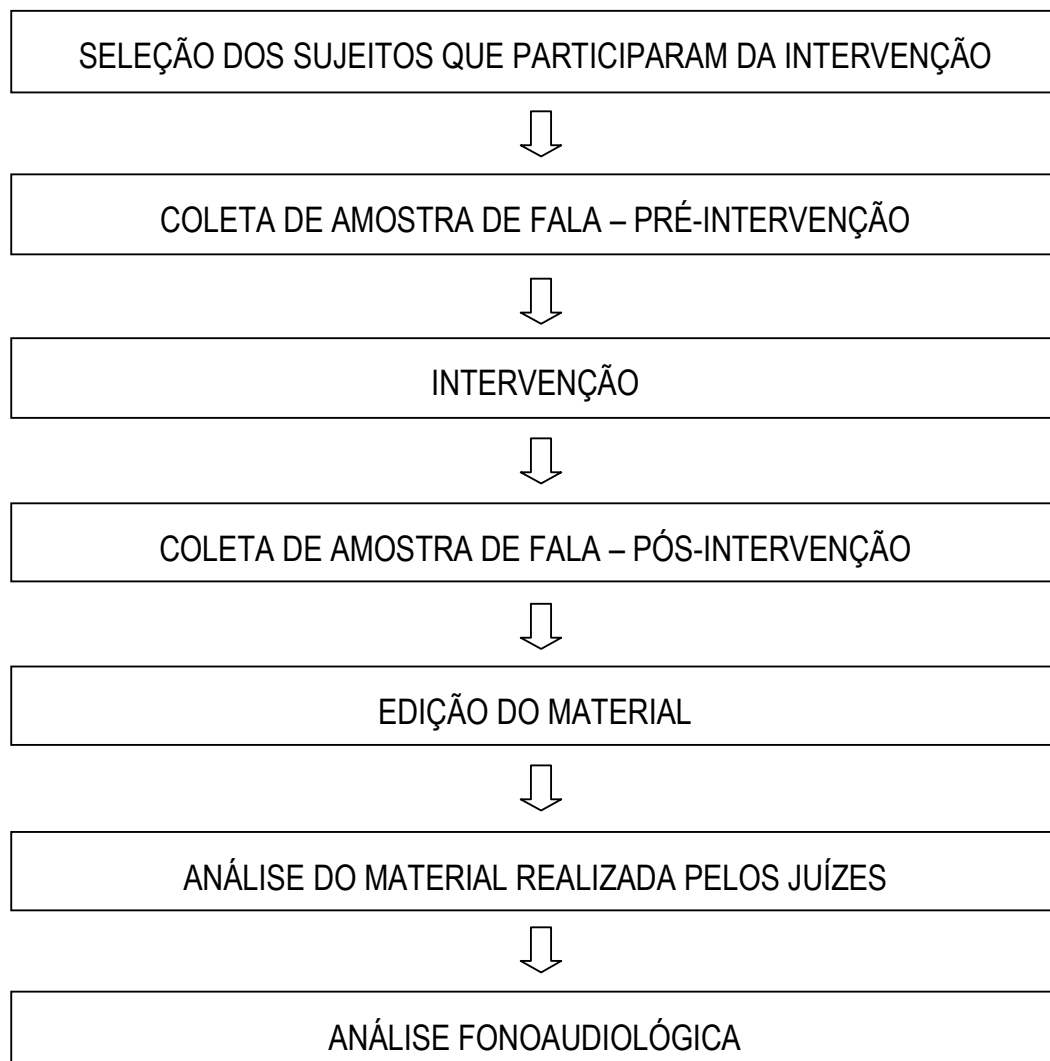 SELEÇÃO DOS SUJEITOS QUE PARTICIPARAM DA INTERVENÇÃO
COLETA DE AMOSTRA DE FALA – PRÉ-INTERVENÇÃO
INTERVENÇÃO
COLETA DE AMOSTRA DE FALA – PÓS-INTERVENÇÃO
EDIÇÃO DO MATERIAL
ANÁLISE DO MATERIAL REALIZADA PELOS JUÍZES
ANÁLISE FONOAUDIOLÓGICA